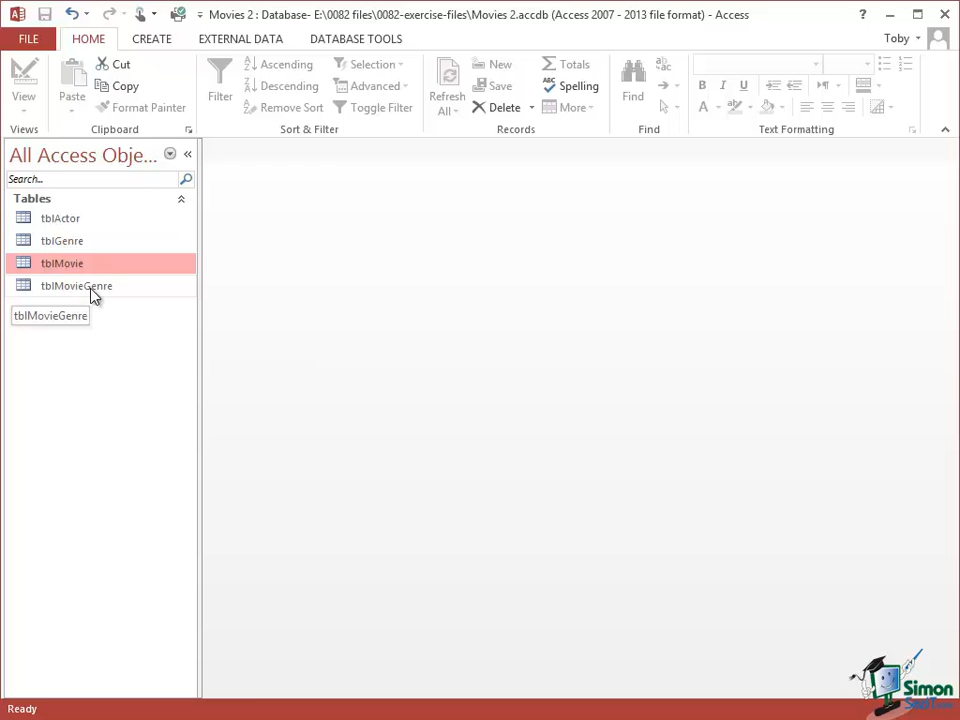 Movies 2 : Database- E:\0082 files\0082-exercise-files\Movies 2.accdb (Access 2007 - 2013 file format) - Access
FILE HOME CREATE EXTERNAL DATA DATABASE TOOLS Toby
View
Views
Paste
Cut
Copy
Format Painter
Clipboard
Filter
Ascending
Descending
Remove Sort
Selection
Advanced
Toggle Filter
Sort & Filter
Refresh
All
New
Save
Delete
Totals
Spelling
More
Records
Find
Find
B I U
A
Text Formatting
All Access Obje...
Search...
Tables
tblActor
tblGenre
tblMovie
tblMovieGenre
tblMovieGenre
Ready
Simon